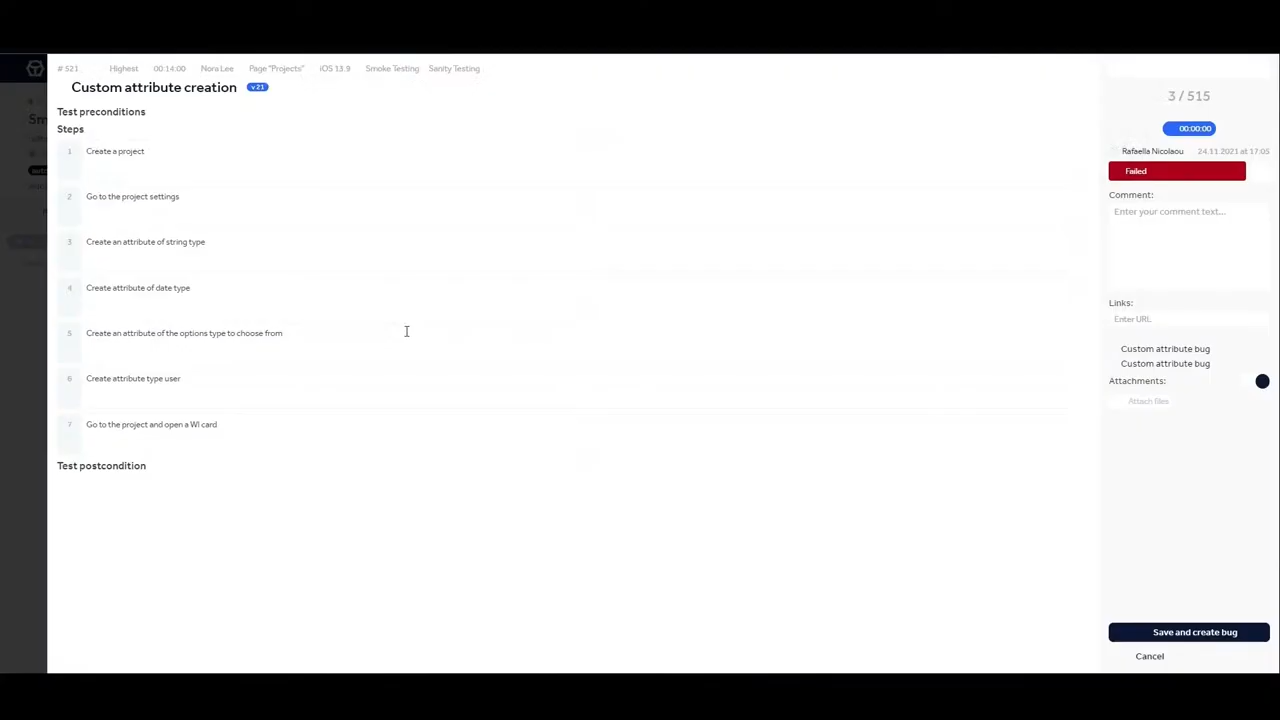 # 521 Highest 00:14:00 Nora Lee Page "Projects" iOS 13.9 Smoke Testing Sanity Testing
Custom attribute creation v 21
Test preconditions
Steps
1 Create a project
2 Go to the project settings
3 Create an attribute of string type
4 Create attribute of date type
5 Create an attribute of the options type to choose from
6 Create attribute type user
7 Go to the project and open a WI card
Test postcondition
3 / 515
00:00:00
Rafaella Nicolaou 24.11.2021 at 17:05
Failed
Comment:
Enter your comment text...
Links:
Enter URL
Custom attribute bug
Custom attribute bug
Attachments:
Attach files
Save and create bug
Cancel